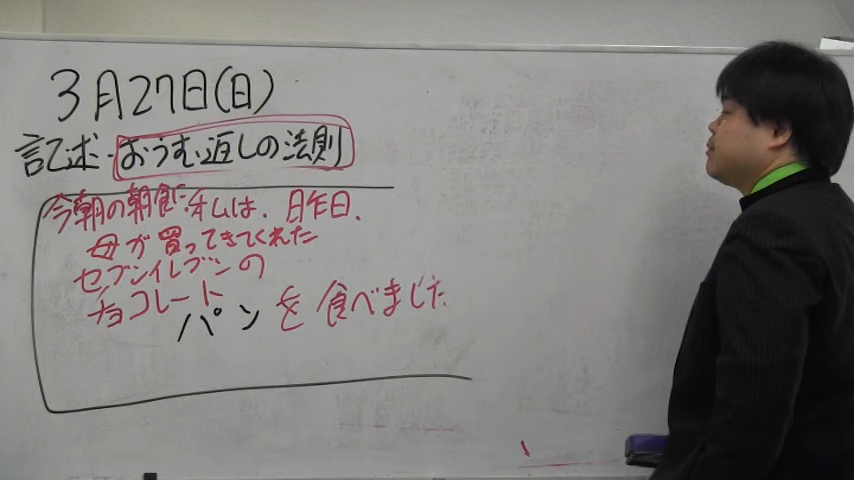 3月27日(日)
記述・おうむ返しの法則
今朝の朝食に、私は、昨日、
母が買ってきてくれた
セブンイレブンの
チョコレート
パンを食べました